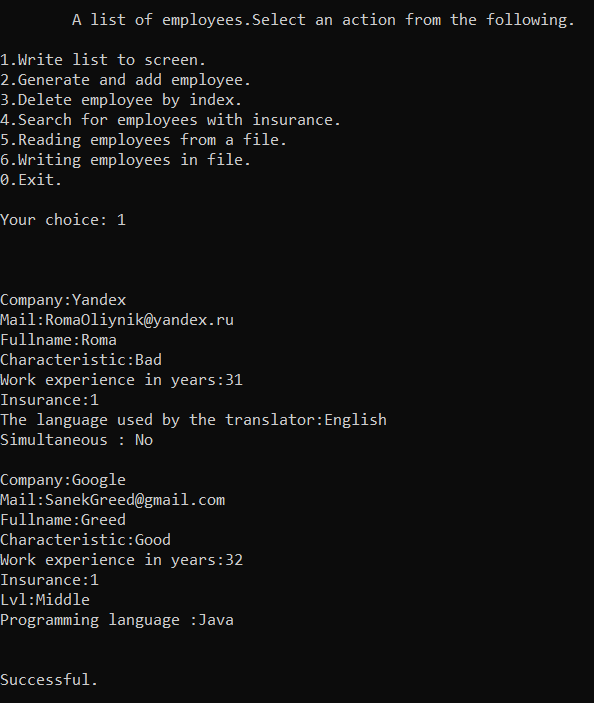 A list of employees.Select an action from the following.
1.Write list to screen.
2.Generate and add employee.
3.Delete employee by index.
4.Search for employees with insurance.
5.Reading employees from a file.
6.Writing employees in file.
0.Exit.
Your choice: 1
Company:Yandex
Mail:RomaOliynik@yandex.ru
Fullname:Roma
Characteristic:Bad
Work experience in years:31
Insurance:1
The language used by the translator:English
Simultaneous : No
Company:Google
Mail:SanekGreed@gmail.com
Fullname:Greed
Characteristic:Good
Work experience in years:32
Insurance:1
Lvl:Middle
Programming language :Java
Successful.